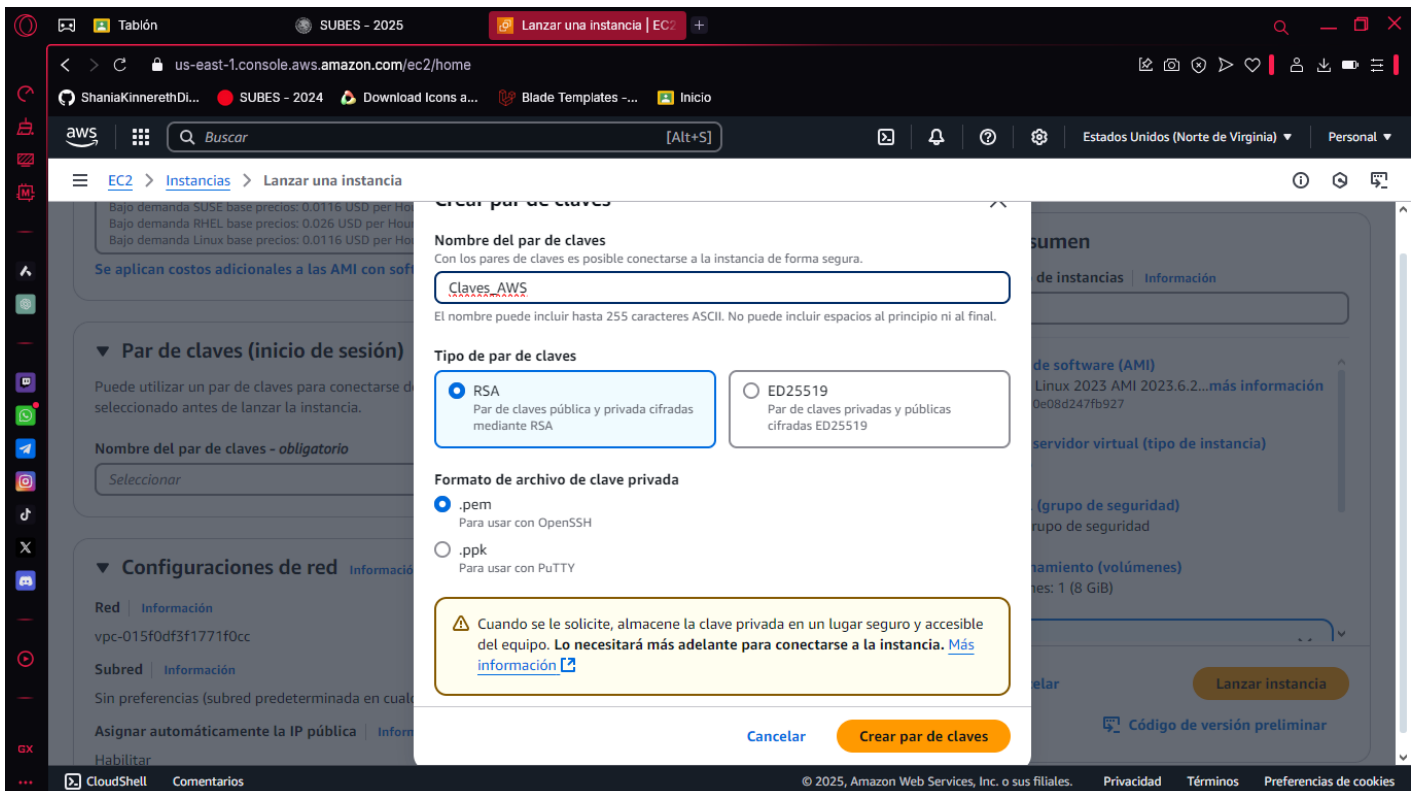 Tablón
SUBES - 2025
Lanzar una instancia | EC2
us-east-1.console.aws.amazon.com/ec2/home
ShaniaKinnerethDi...
SUBES - 2024
Download Icons a...
Blade Templates -...
Inicio
aws
Buscar
[Alt+S]
Estados Unidos (Norte de Virginia)
Personal
EC2 > Instancias > Lanzar una instancia
Bajo demanda SUSE base precios: 0.0116 USD per Ho
Bajo demanda RHEL base precios: 0.026 USD per Hour
Bajo demanda Linux base precios: 0.0116 USD per Ho
Se aplican costos adicionales a las AMI con soft
Par de claves (inicio de sesión)
Puede utilizar un par de claves para conectarse d
seleccionado antes de lanzar la instancia.
Nombre del par de claves - obligatorio
Seleccionar
Configuraciones de red Informació
Red | Información
vpc-015f0df3f1771f0cc
Subred | Información
Sin preferencias (subred predeterminada en cualq
Asignar automáticamente la IP pública | Inform
Habilitar
Crear par de claves
Nombre del par de claves
Con los pares de claves es posible conectarse a la instancia de forma segura.
Claves_AWS
El nombre puede incluir hasta 255 caracteres ASCII. No puede incluir espacios al principio ni al final.
Tipo de par de claves
RSA
Par de claves pública y privada cifradas
mediante RSA
ED25519
Par de claves privadas y públicas
cifradas ED25519
Formato de archivo de clave privada
.pem
Para usar con OpenSSH
.ppk
Para usar con PuTTY
Cuando se le solicite, almacene la clave privada en un lugar seguro y accesible
del equipo. Lo necesitará más adelante para conectarse a la instancia. Más
información
Cancelar
Crear par de claves
sumen
de instancias | Información
de software (AMI)
Linux 2023 AMI 2023.6.2...más información
0e08d247fb927
servidor virtual (tipo de instancia)
(grupo de seguridad)
rupo de seguridad
namiento (volúmenes)
nes: 1 (8 GiB)
elar
Lanzar instancia
Código de versión preliminar
GX
CloudShell
Comentarios
© 2025, Amazon Web Services, Inc. o sus filiales.
Privacidad
Términos
Preferencias de cookies